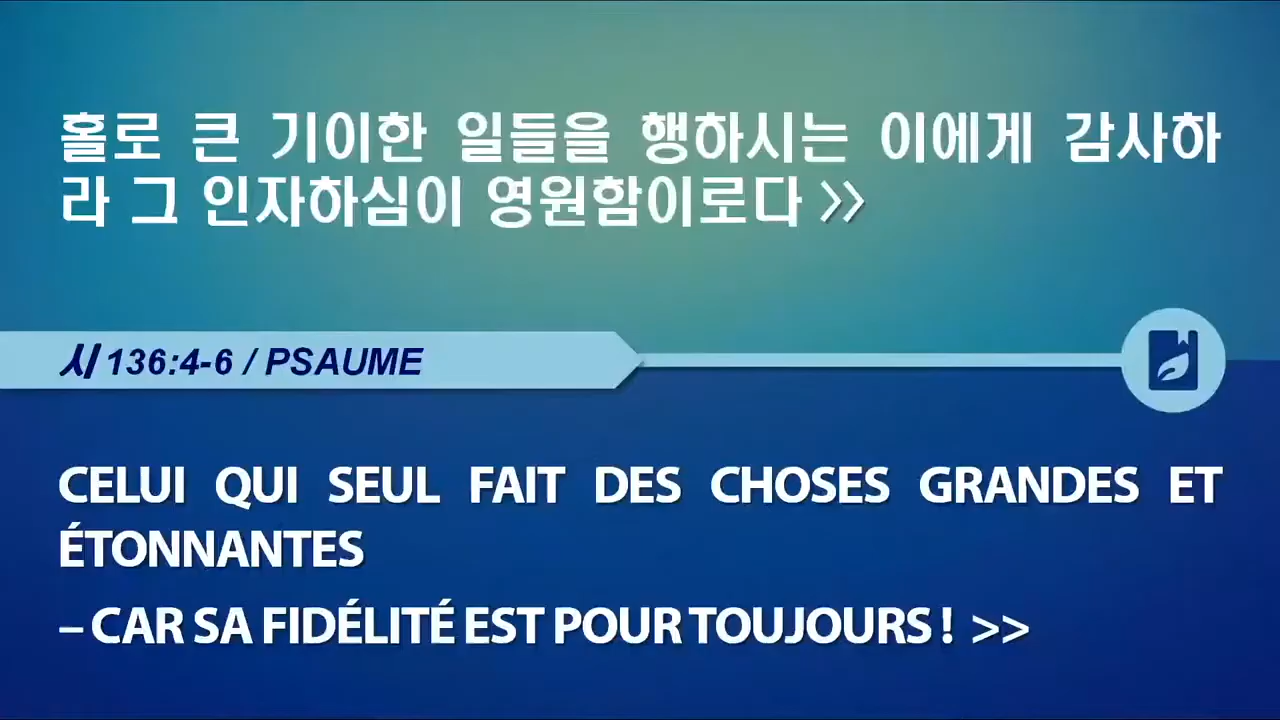 홀로 큰 기이한 일들을 행하시는 이에게 감사하
라 그 인자하심이 영원함이로다 >>
시 136:4-6 / PSAUME
CELUI QUI SEUL FAIT DES CHOSES GRANDES ET
ÉTONNANTES
– CAR SA FIDÉLITÉ EST POUR TOUJOURS ! >>